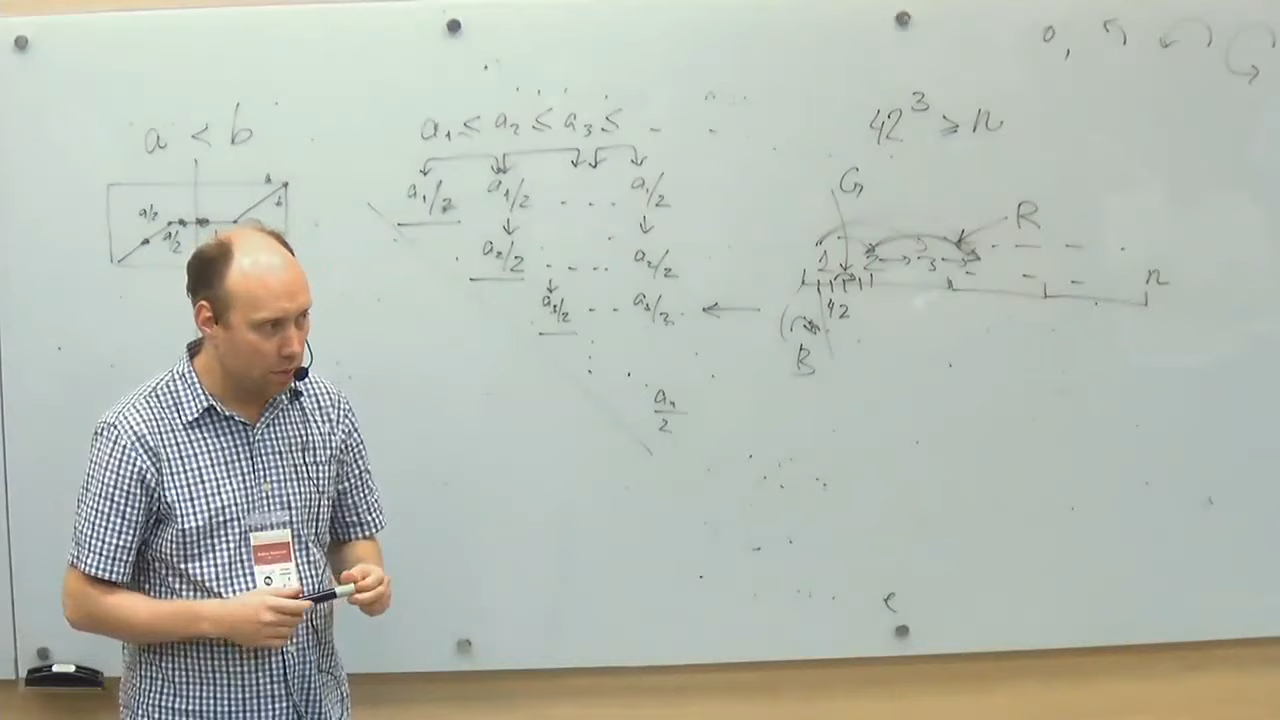 a < b
a
b
a/2
a/2
a₁ ≤ a₂ ≤ a₃ ≤ - -
a₁/2 a₁/2 . . . a₁/2
a₂/2 - . . . a₂/2
a₃/2 - . . a₃/2
aₙ
2
42³ ≥ n
0,
G
R
1 2 → 3 →
n
42
B
e